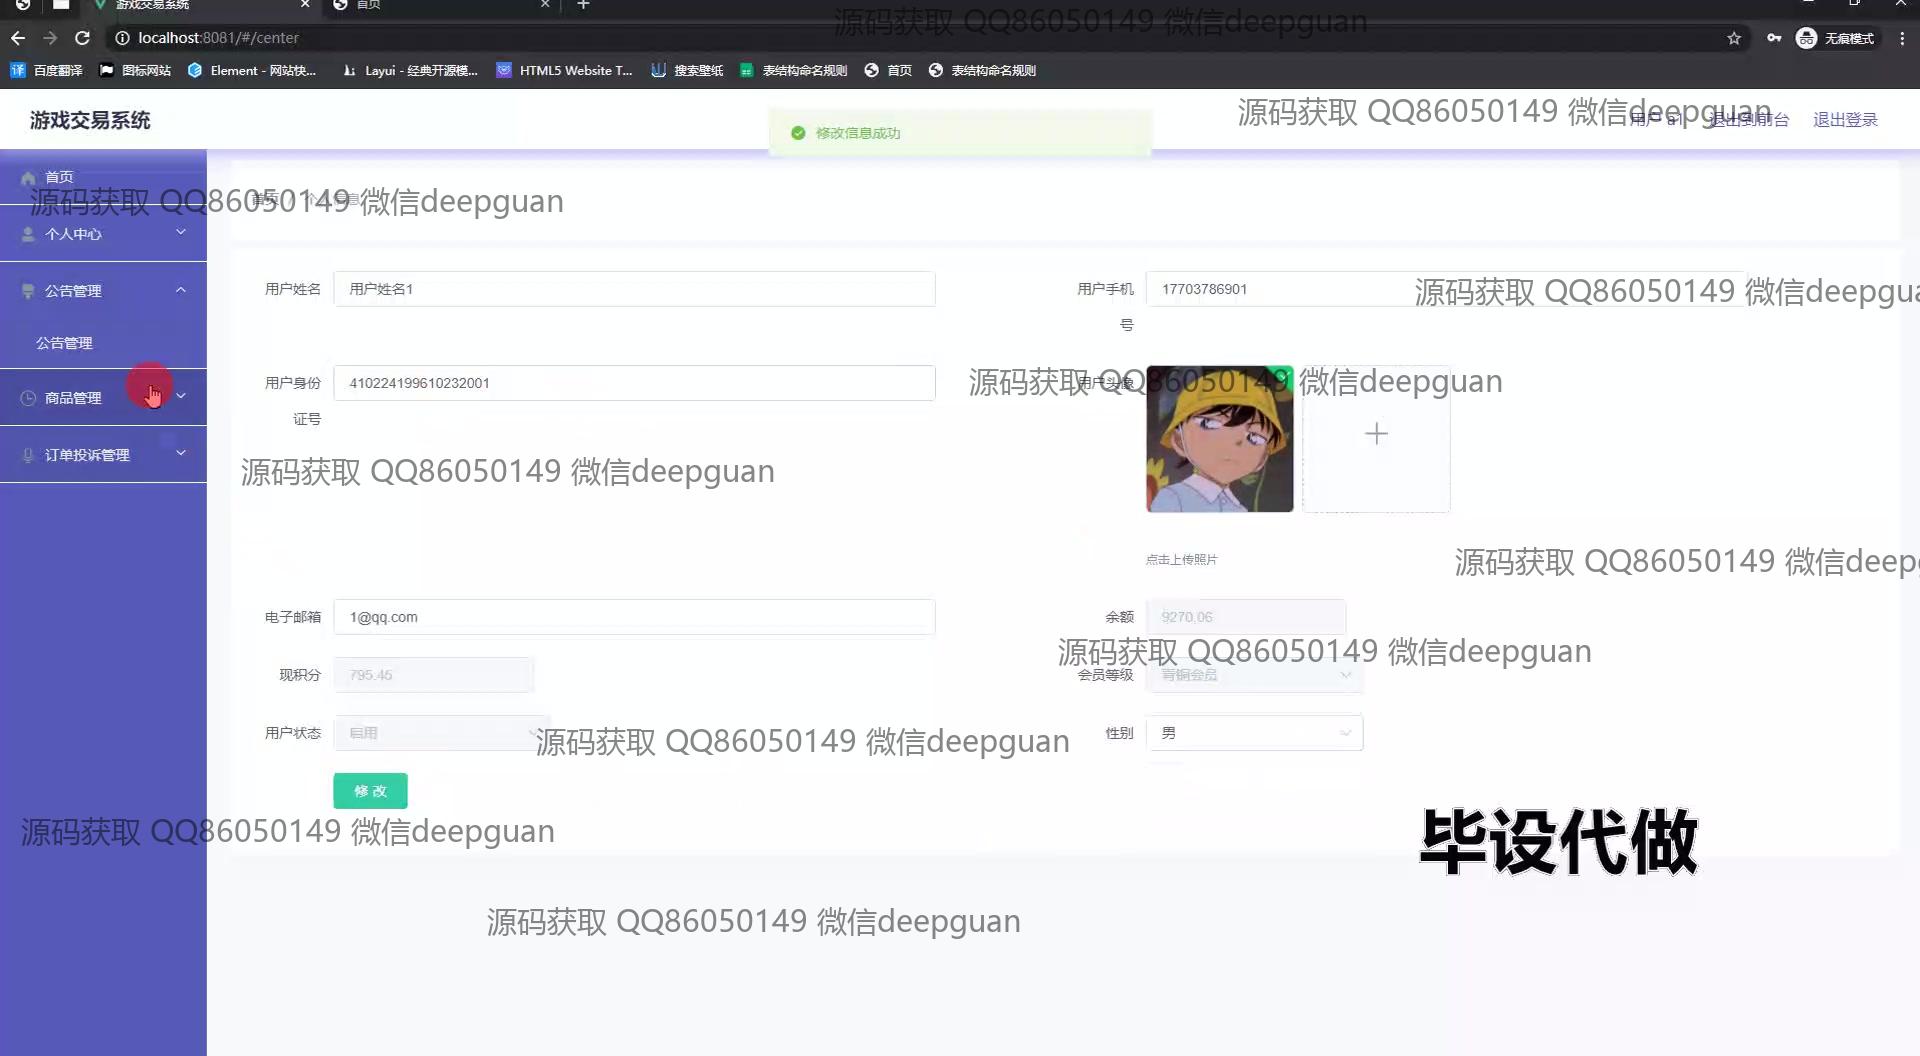 游戏交易系统
首页
源码获取 QQ86050149 微信deepguan
localhost:8081/#/center
无痕模式
百度翻译
图标网站
Element - 网站快...
Layui - 经典开源模...
HTML5 Website T...
搜索壁纸
表结构命名规则
首页
表结构命名规则
游戏交易系统
修改信息成功
源码获取 QQ86050149 微信deepguan
用户 a1
退出到前台
退出登录
首页
源码获取 QQ86050149 微信deepguan
首页
个人信息
个人中心
公告管理
公告管理
商品管理
订单投诉管理
用户姓名
用户姓名1
用户手机号
17703786901
源码获取 QQ86050149 微信deepgua
用户身份证号
410224199610232001
源码获取 QQ86050149 微信deepguan
用户头像
源码获取 QQ86050149 微信deepguan
点击上传照片
源码获取 QQ86050149 微信deep
电子邮箱
1@qq.com
余额
9270.06
源码获取 QQ86050149 微信deepguan
现积分
795.45
会员等级
青铜会员
用户状态
启用
源码获取 QQ86050149 微信deepguan
性别
男
修 改
源码获取 QQ86050149 微信deepguan
毕设代做
源码获取 QQ86050149 微信deepguan